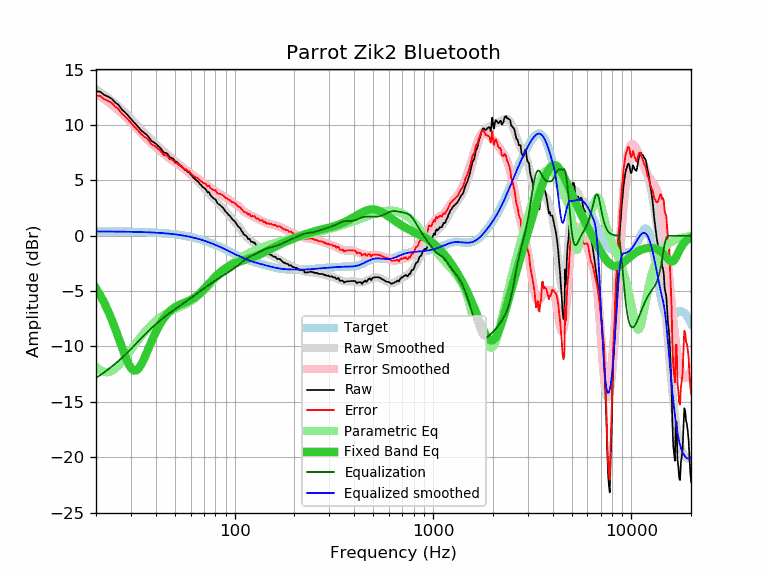 Parrot Zik2 Bluetooth
15
10
5
0
−5
−10
−15
−20
−25
Amplitude (dBr)
Target
Raw Smoothed
Error Smoothed
Raw
Error
Parametric Eq
Fixed Band Eq
Equalization
Equalized smoothed
100 1000 10000
Frequency (Hz)